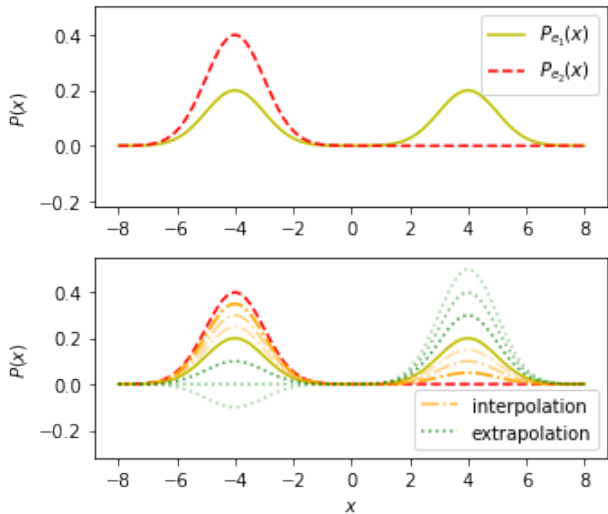 0.4
0.2
0.0
−0.2
P(x)
−8 −6 −4 −2 0 2 4 6 8
P_{e_1}(x)
P_{e_2}(x)
0.4
0.2
0.0
−0.2
P(x)
−8 −6 −4 −2 0 2 4 6 8
x
interpolation
extrapolation